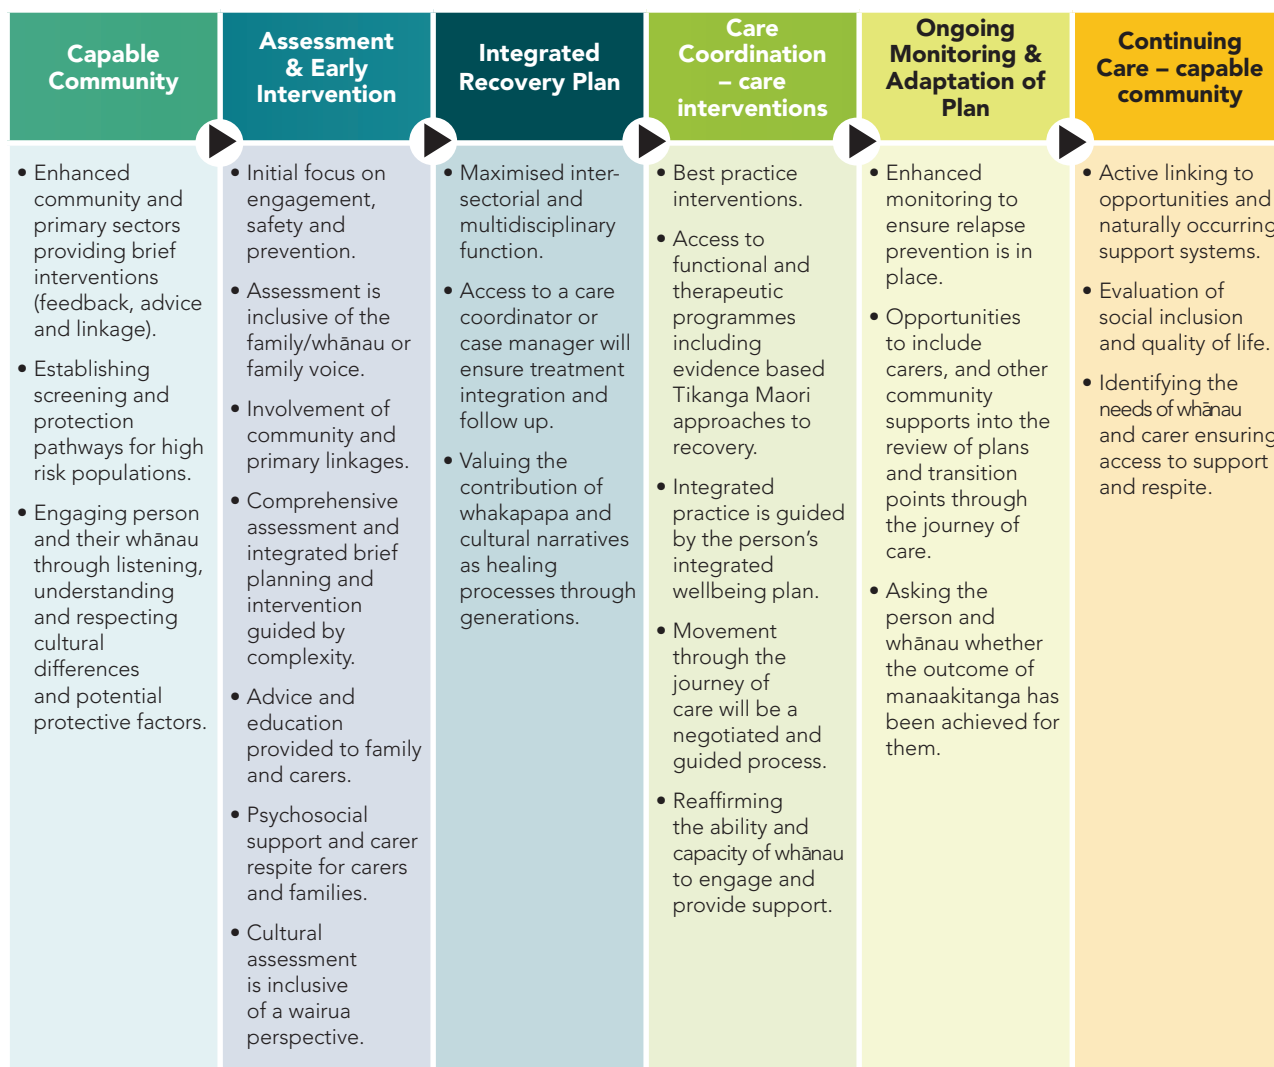 Capable
Community
• Enhanced
community and
primary sectors
providing brief
interventions
(feedback, advice
and linkage).
• Establishing
screening and
protection
pathways for high
risk populations.
• Engaging person
and their whānau
through listening,
understanding
and respecting
cultural
differences
and potential
protective factors.
Assessment
& Early
Intervention
• Initial focus on
engagement,
safety and
prevention.
• Assessment is
inclusive of the
family/whānau or
family voice.
• Involvement of
community and
primary linkages.
• Comprehensive
assessment and
integrated brief
planning and
intervention
guided by
complexity.
• Advice and
education
provided to family
and carers.
• Psychosocial
support and carer
respite for carers
and families.
• Cultural
assessment
is inclusive
of a wairua
perspective.
Integrated
Recovery Plan
• Maximised inter-
sectorial and
multidisciplinary
function.
• Access to a care
coordinator or
case manager will
ensure treatment
integration and
follow up.
• Valuing the
contribution of
whakapapa and
cultural narratives
as healing
processes through
generations.
Care
Coordination
– care
interventions
• Best practice
interventions.
• Access to
functional and
therapeutic
programmes
including
evidence based
Tikanga Maori
approaches to
recovery.
• Integrated
practice is guided
by the person’s
integrated
wellbeing plan.
• Movement
through the
journey of
care will be a
negotiated and
guided process.
• Reaffirming
the ability and
capacity of whānau
to engage and
provide support.
Ongoing
Monitoring &
Adaptation of
Plan
• Enhanced
monitoring to
ensure relapse
prevention is in
place.
• Opportunities
to include
carers, and other
community
supports into the
review of plans
and transition
points through
the journey of
care.
• Asking the
person and
whānau whether
the outcome of
manaakitanga has
been achieved for
them.
Continuing
Care – capable
community
• Active linking to
opportunities and
naturally occurring
support systems.
• Evaluation of
social inclusion
and quality of life.
• Identifying the
needs of whānau
and carer ensuring
access to support
and respite.